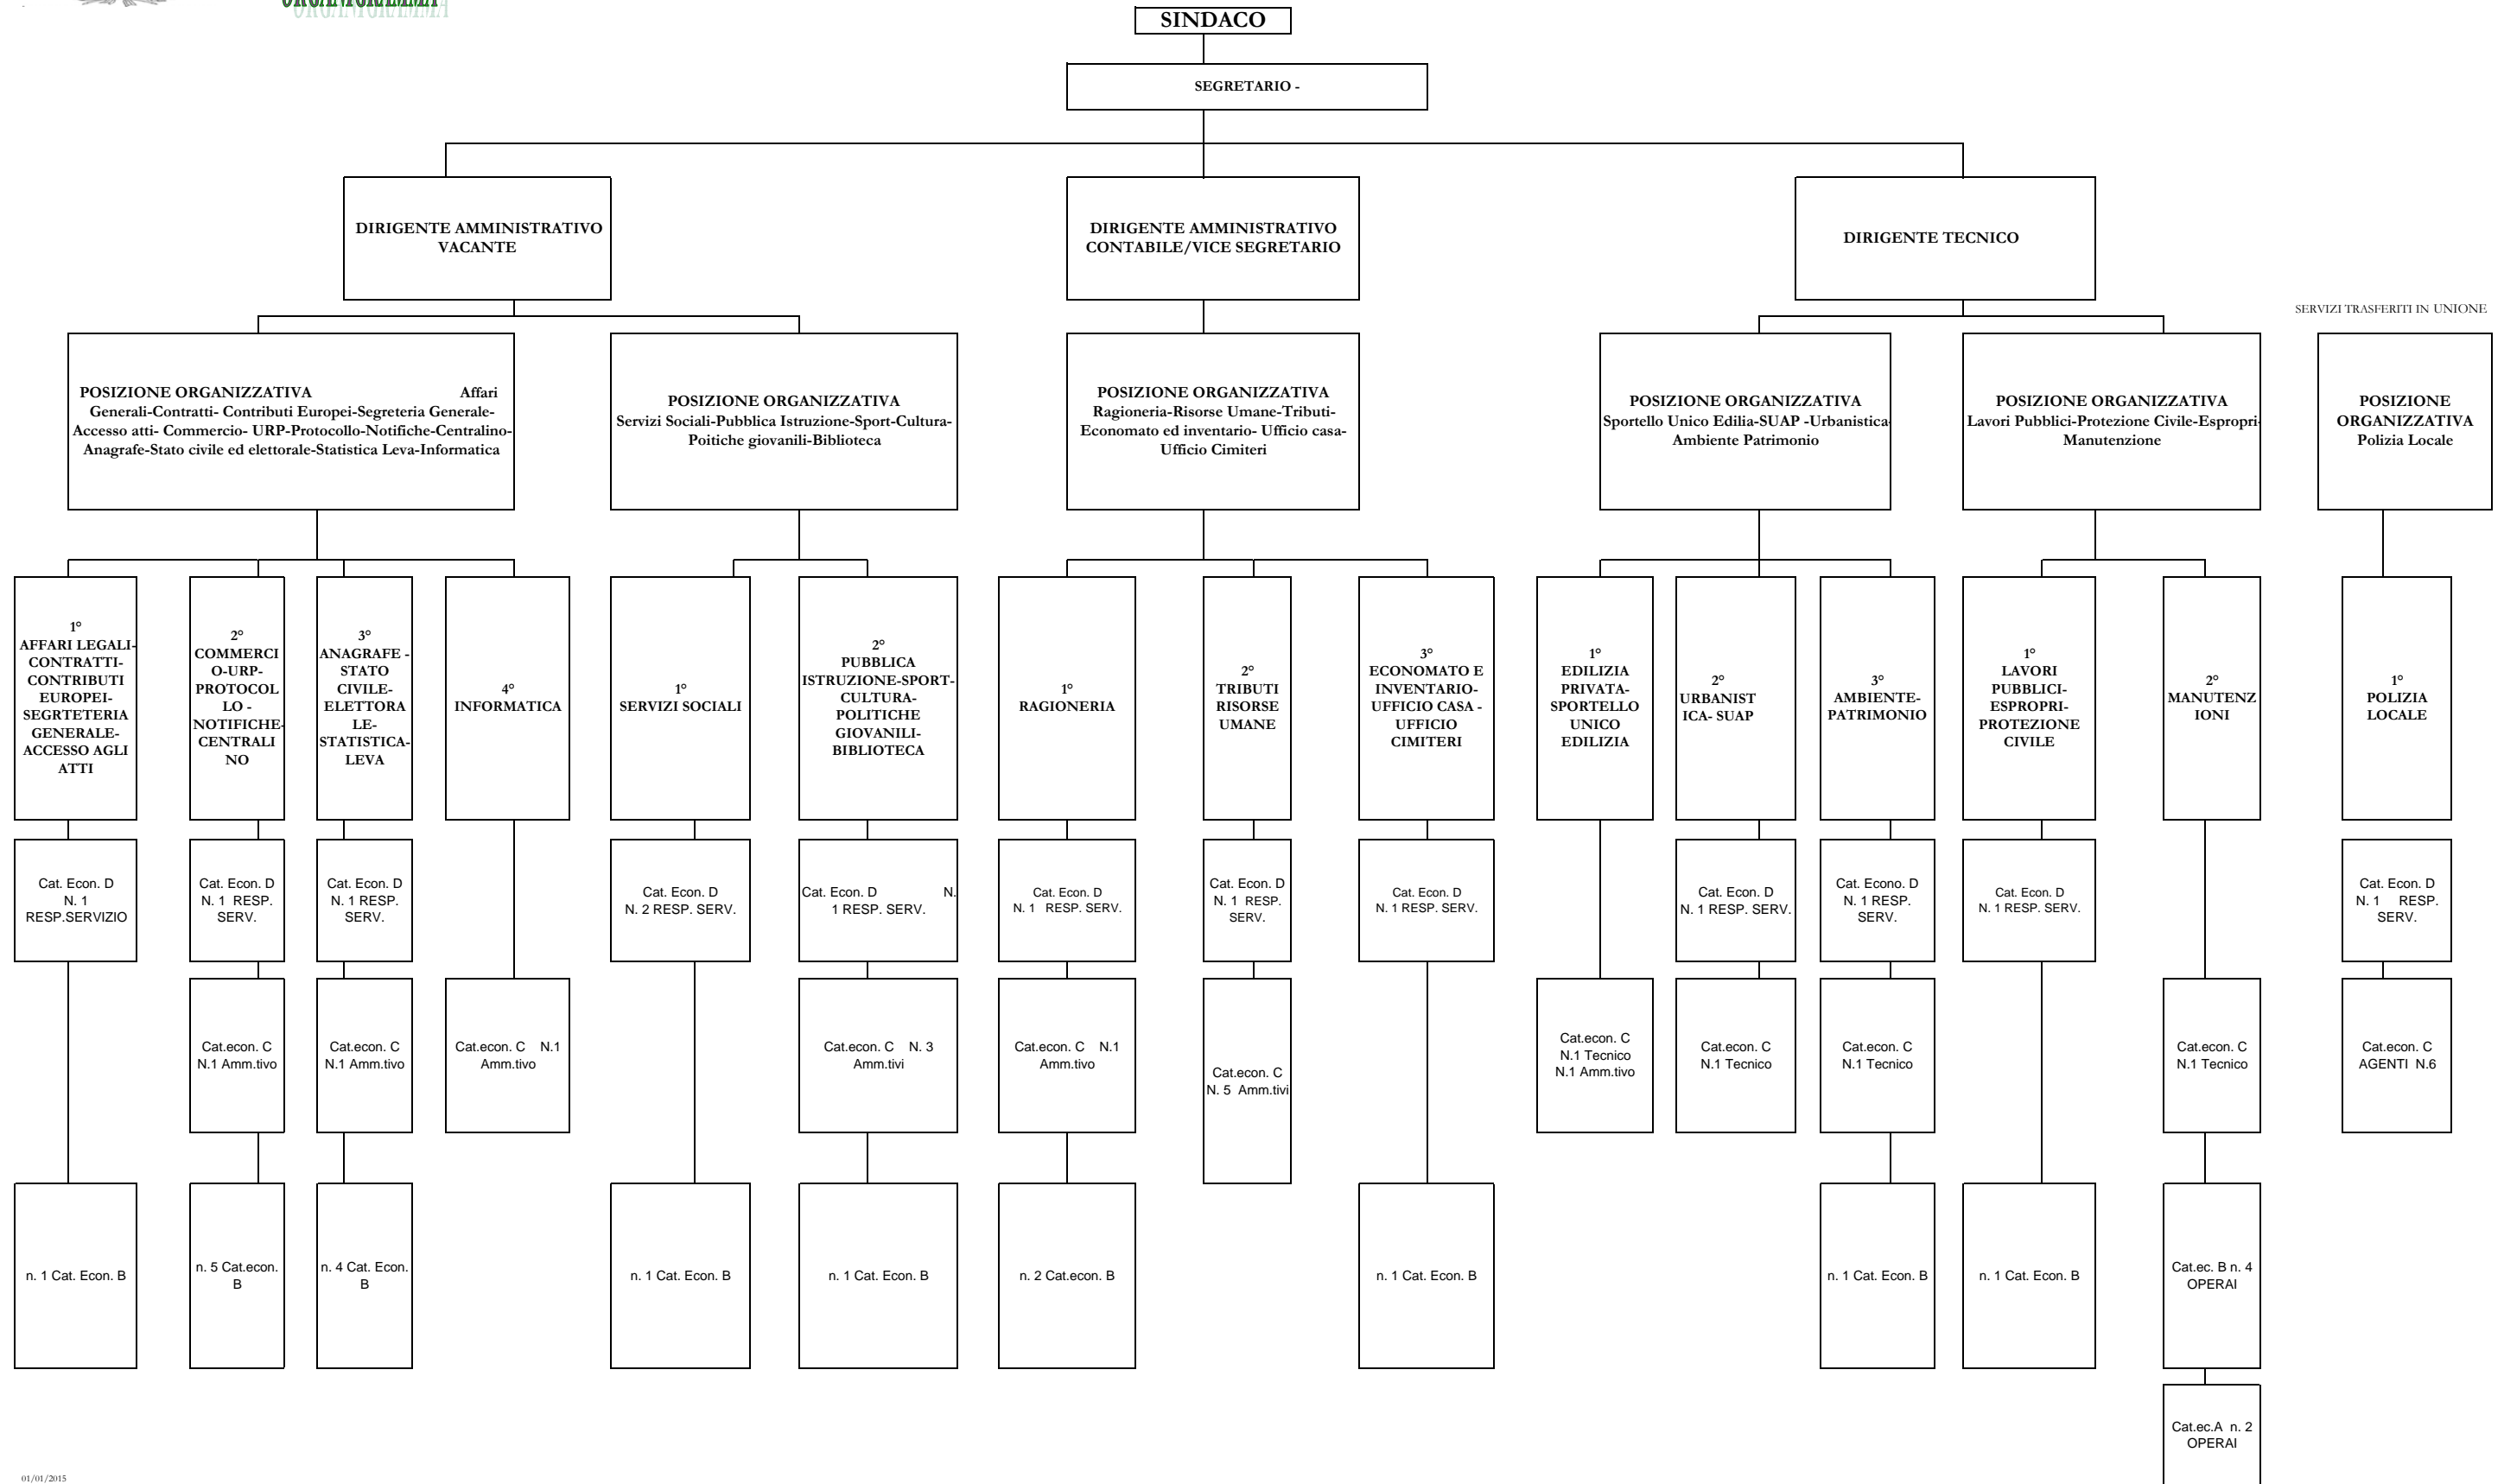 ORGANIGRAMMA
SINDACO
SEGRETARIO -
DIRIGENTE AMMINISTRATIVO
VACANTE
DIRIGENTE AMMINISTRATIVO
CONTABILE/VICE SEGRETARIO
DIRIGENTE TECNICO
SERVIZI TRASFERITI IN UNIONE
POSIZIONE ORGANIZZATIVA Affari
Generali-Contratti- Contributi Europei-Segreteria Generale-
Accesso atti- Commercio- URP-Protocollo-Notifiche-Centralino-
Anagrafe-Stato civile ed elettorale-Statistica Leva-Informatica
POSIZIONE ORGANIZZATIVA
Servizi Sociali-Pubblica Istruzione-Sport-Cultura-
Poitiche giovanili-Biblioteca
POSIZIONE ORGANIZZATIVA
Ragioneria-Risorse Umane-Tributi-
Economato ed inventario- Ufficio casa-
Ufficio Cimiteri
POSIZIONE ORGANIZZATIVA
Sportello Unico Edilia-SUAP -Urbanistica-
Ambiente Patrimonio
POSIZIONE ORGANIZZATIVA
Lavori Pubblici-Protezione Civile-Espropri-
Manutenzione
POSIZIONE
ORGANIZZATIVA
Polizia Locale
1°
AFFARI LEGALI-
CONTRATTI-
CONTRIBUTI
EUROPEI-
SEGRTETERIA
GENERALE-
ACCESSO AGLI
ATTI
2°
COMMERCI
O-URP-
PROTOCOL
LO -
NOTIFICHE-
CENTRALI
NO
3°
ANAGRAFE -
STATO
CIVILE-
ELETTORA
LE-
STATISTICA-
LEVA
4°
INFORMATICA
1°
SERVIZI SOCIALI
2°
PUBBLICA
ISTRUZIONE-SPORT-
CULTURA-
POLITICHE
GIOVANILI-
BIBLIOTECA
1°
RAGIONERIA
2°
TRIBUTI
RISORSE
UMANE
3°
ECONOMATO E
INVENTARIO-
UFFICIO CASA -
UFFICIO
CIMITERI
1°
EDILIZIA
PRIVATA-
SPORTELLO
UNICO
EDILIZIA
2°
URBANIST
ICA- SUAP
3°
AMBIENTE-
PATRIMONIO
1°
LAVORI
PUBBLICI-
ESPROPRI-
PROTEZIONE
CIVILE
2°
MANUTENZ
IONI
1°
POLIZIA
LOCALE
Cat. Econ. D
N. 1
RESP.SERVIZIO
Cat. Econ. D
N. 1 RESP.
SERV.
Cat. Econ. D
N. 1 RESP.
SERV.
Cat. Econ. D
N. 2 RESP. SERV.
Cat. Econ. D N.
1 RESP. SERV.
Cat. Econ. D
N. 1 RESP. SERV.
Cat. Econ. D
N. 1 RESP.
SERV.
Cat. Econ. D
N. 1 RESP. SERV.
Cat. Econ. D
N. 1 RESP. SERV.
Cat. Econo. D
N. 1 RESP.
SERV.
Cat. Econ. D
N. 1 RESP. SERV.
Cat. Econ. D
N. 1 RESP.
SERV.
Cat.econ. C
N.1 Amm.tivo
Cat.econ. C
N.1 Amm.tivo
Cat.econ. C N.1
Amm.tivo
Cat.econ. C N. 3
Amm.tivi
Cat.econ. C N.1
Amm.tivo
Cat.econ. C
N. 5 Amm.tivi
Cat.econ. C
N.1 Tecnico
N.1 Amm.tivo
Cat.econ. C
N.1 Tecnico
Cat.econ. C
N.1 Tecnico
Cat.econ. C
N.1 Tecnico
Cat.econ. C
AGENTI N.6
n. 1 Cat. Econ. B
n. 5 Cat.econ.
B
n. 4 Cat. Econ.
B
n. 1 Cat. Econ. B
n. 1 Cat. Econ. B
n. 2 Cat.econ. B
n. 1 Cat. Econ. B
n. 1 Cat. Econ. B
n. 1 Cat. Econ. B
Cat.ec. B n. 4
OPERAI
Cat.ec.A n. 2
OPERAI
01/01/2015